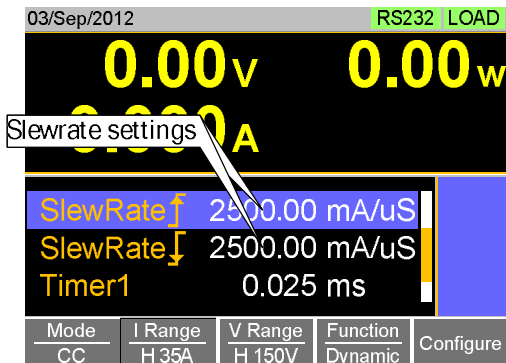 03/Sep/2012 RS232 LOAD
0.00V 0.00W
Slewrate settings
A
SlewRate 2500.00 mA/uS
SlewRate 2500.00 mA/uS
Timer1 0.025 ms
Mode I Range V Range Function Configure
CC H 35A H 150V Dynamic